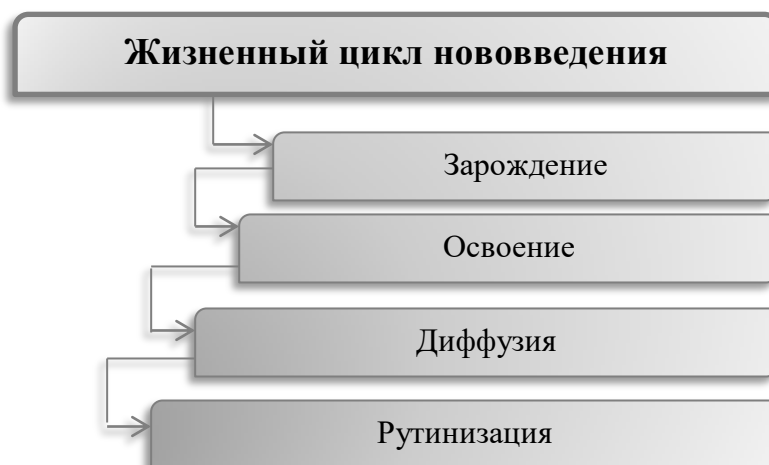 Жизненный цикл нововведения
Зарождение
Освоение
Диффузия
Рутинизация